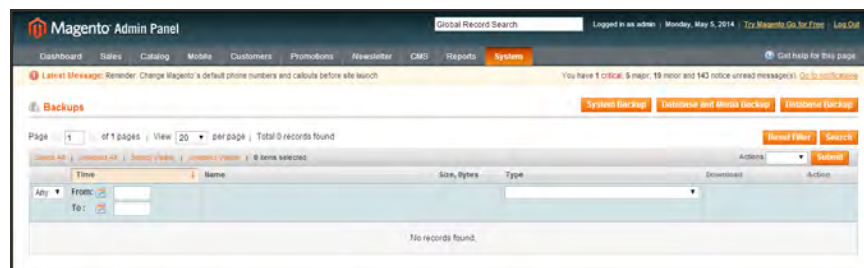 Magento Admin Panel
Global Record Search
Logged in as admin | Monday, May 5, 2014 | Try Magento Go for Free | Log Out
Dashboard Sales Catalog Mobile Customers Promotions Newsletter CMS Reports System
Get help for this page
Latest Message: Reminder: Change Magento's default phone numbers and callouts before site launch
You have 1 critical, 5 major, 19 minor and 143 notice unread message(s). Go to notifications
Backups
System Backup Database and Media Backup Database Backup
Page 1 of 1 pages | View 20 per page | Total 0 records found
Reset Filter Search
Select All | Unselect All | Select Visible | Unselect Visible | 0 items selected
Actions Submit
Time Name Size, Bytes Type Download Action
Any From:
To :
No records found.